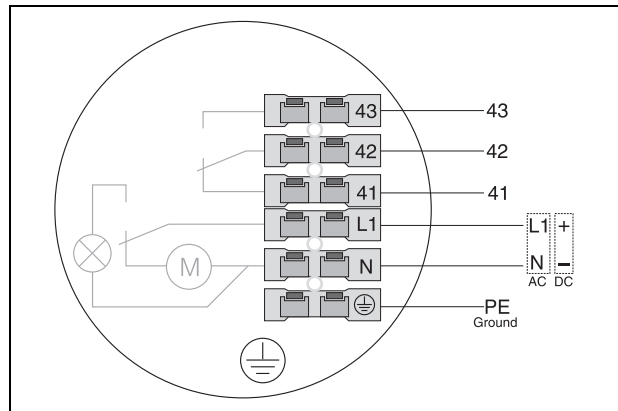 43 43
42 42
41 41
L1 L1 +
M N N −
AC DC
PE
Ground